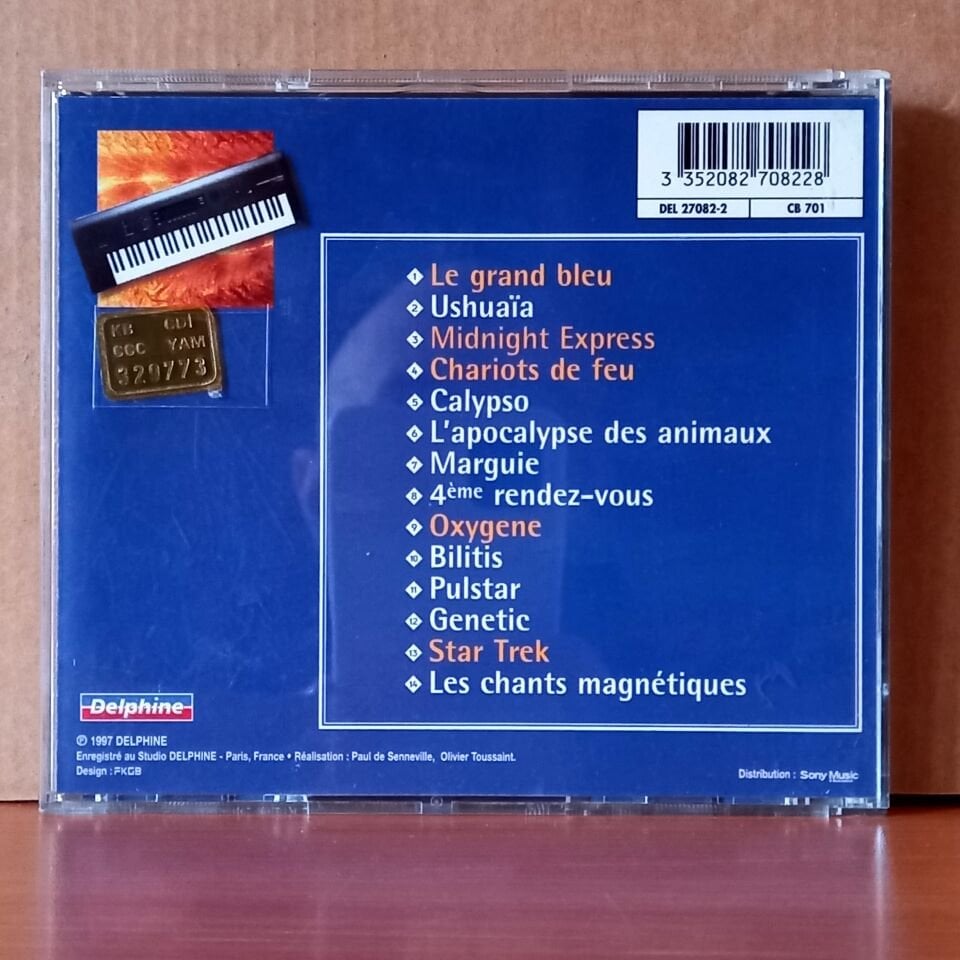 3 352082 708228
DEL 27082-2 CB 701
KB CDI
CCC YAM
320773
1 Le grand bleu
2 Ushuaïa
3 Midnight Express
4 Chariots de feu
5 Calypso
6 L'apocalypse des animaux
7 Marguie
8 4ème rendez-vous
9 Oxygene
10 Bilitis
11 Pulstar
12 Genetic
13 Star Trek
14 Les chants magnétiques
Delphine
℗ 1997 DELPHINE
Enregistré au Studio DELPHINE - Paris, France • Réalisation : Paul de Senneville, Olivier Toussaint.
Design : FKGB
Distribution : Sony Music